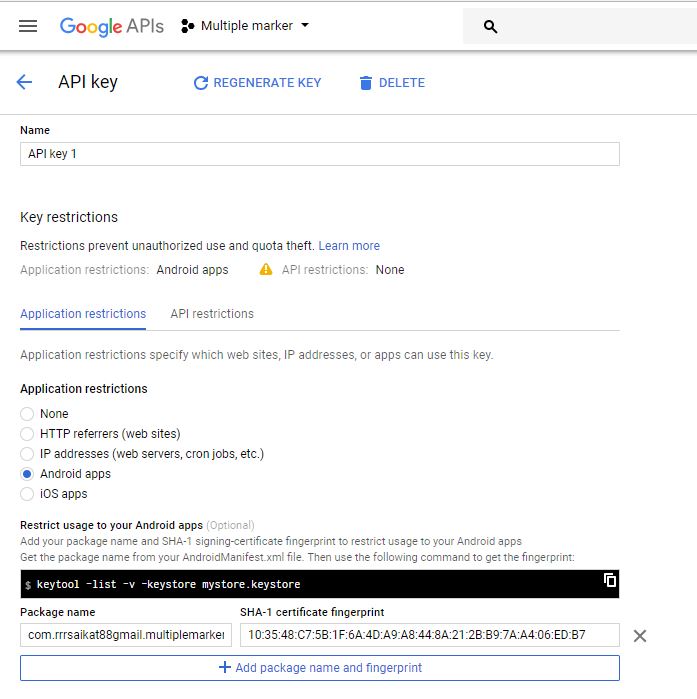 Google APIs Multiple marker
API key REGENERATE KEY DELETE
Name
API key 1
Key restrictions
Restrictions prevent unauthorized use and quota theft. Learn more
Application restrictions: Android apps API restrictions: None
Application restrictions API restrictions
Application restrictions specify which web sites, IP addresses, or apps can use this key.
Application restrictions
None
HTTP referrers (web sites)
IP addresses (web servers, cron jobs, etc.)
Android apps
iOS apps
Restrict usage to your Android apps (Optional)
Add your package name and SHA-1 signing-certificate fingerprint to restrict usage to your Android apps
Get the package name from your AndroidManifest.xml file. Then use the following command to get the fingerprint:
$ keytool -list -v -keystore mystore.keystore
Package name SHA-1 certificate fingerprint
com.rrrsaikat88gmail.multiplemarker 10:35:48:C7:5B:1F:6A:4D:A9:A8:44:8A:21:2B:B9:7A:A4:06:ED:B7
+ Add package name and fingerprint